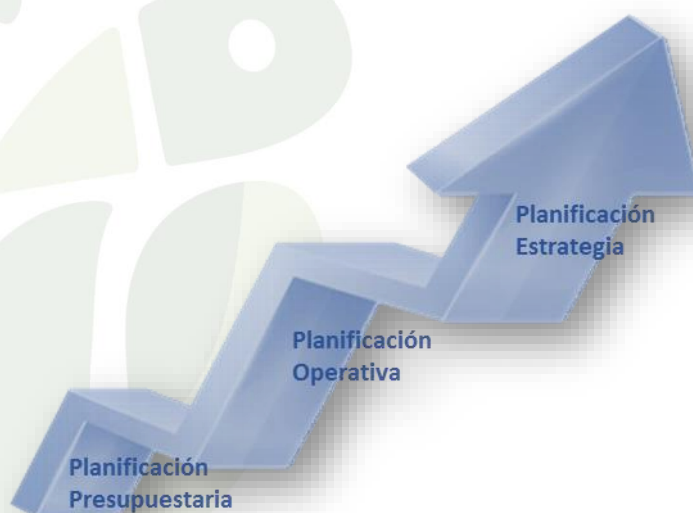 Planificación
Estrategia
Planificación
Operativa
Planificación
Presupuestaria